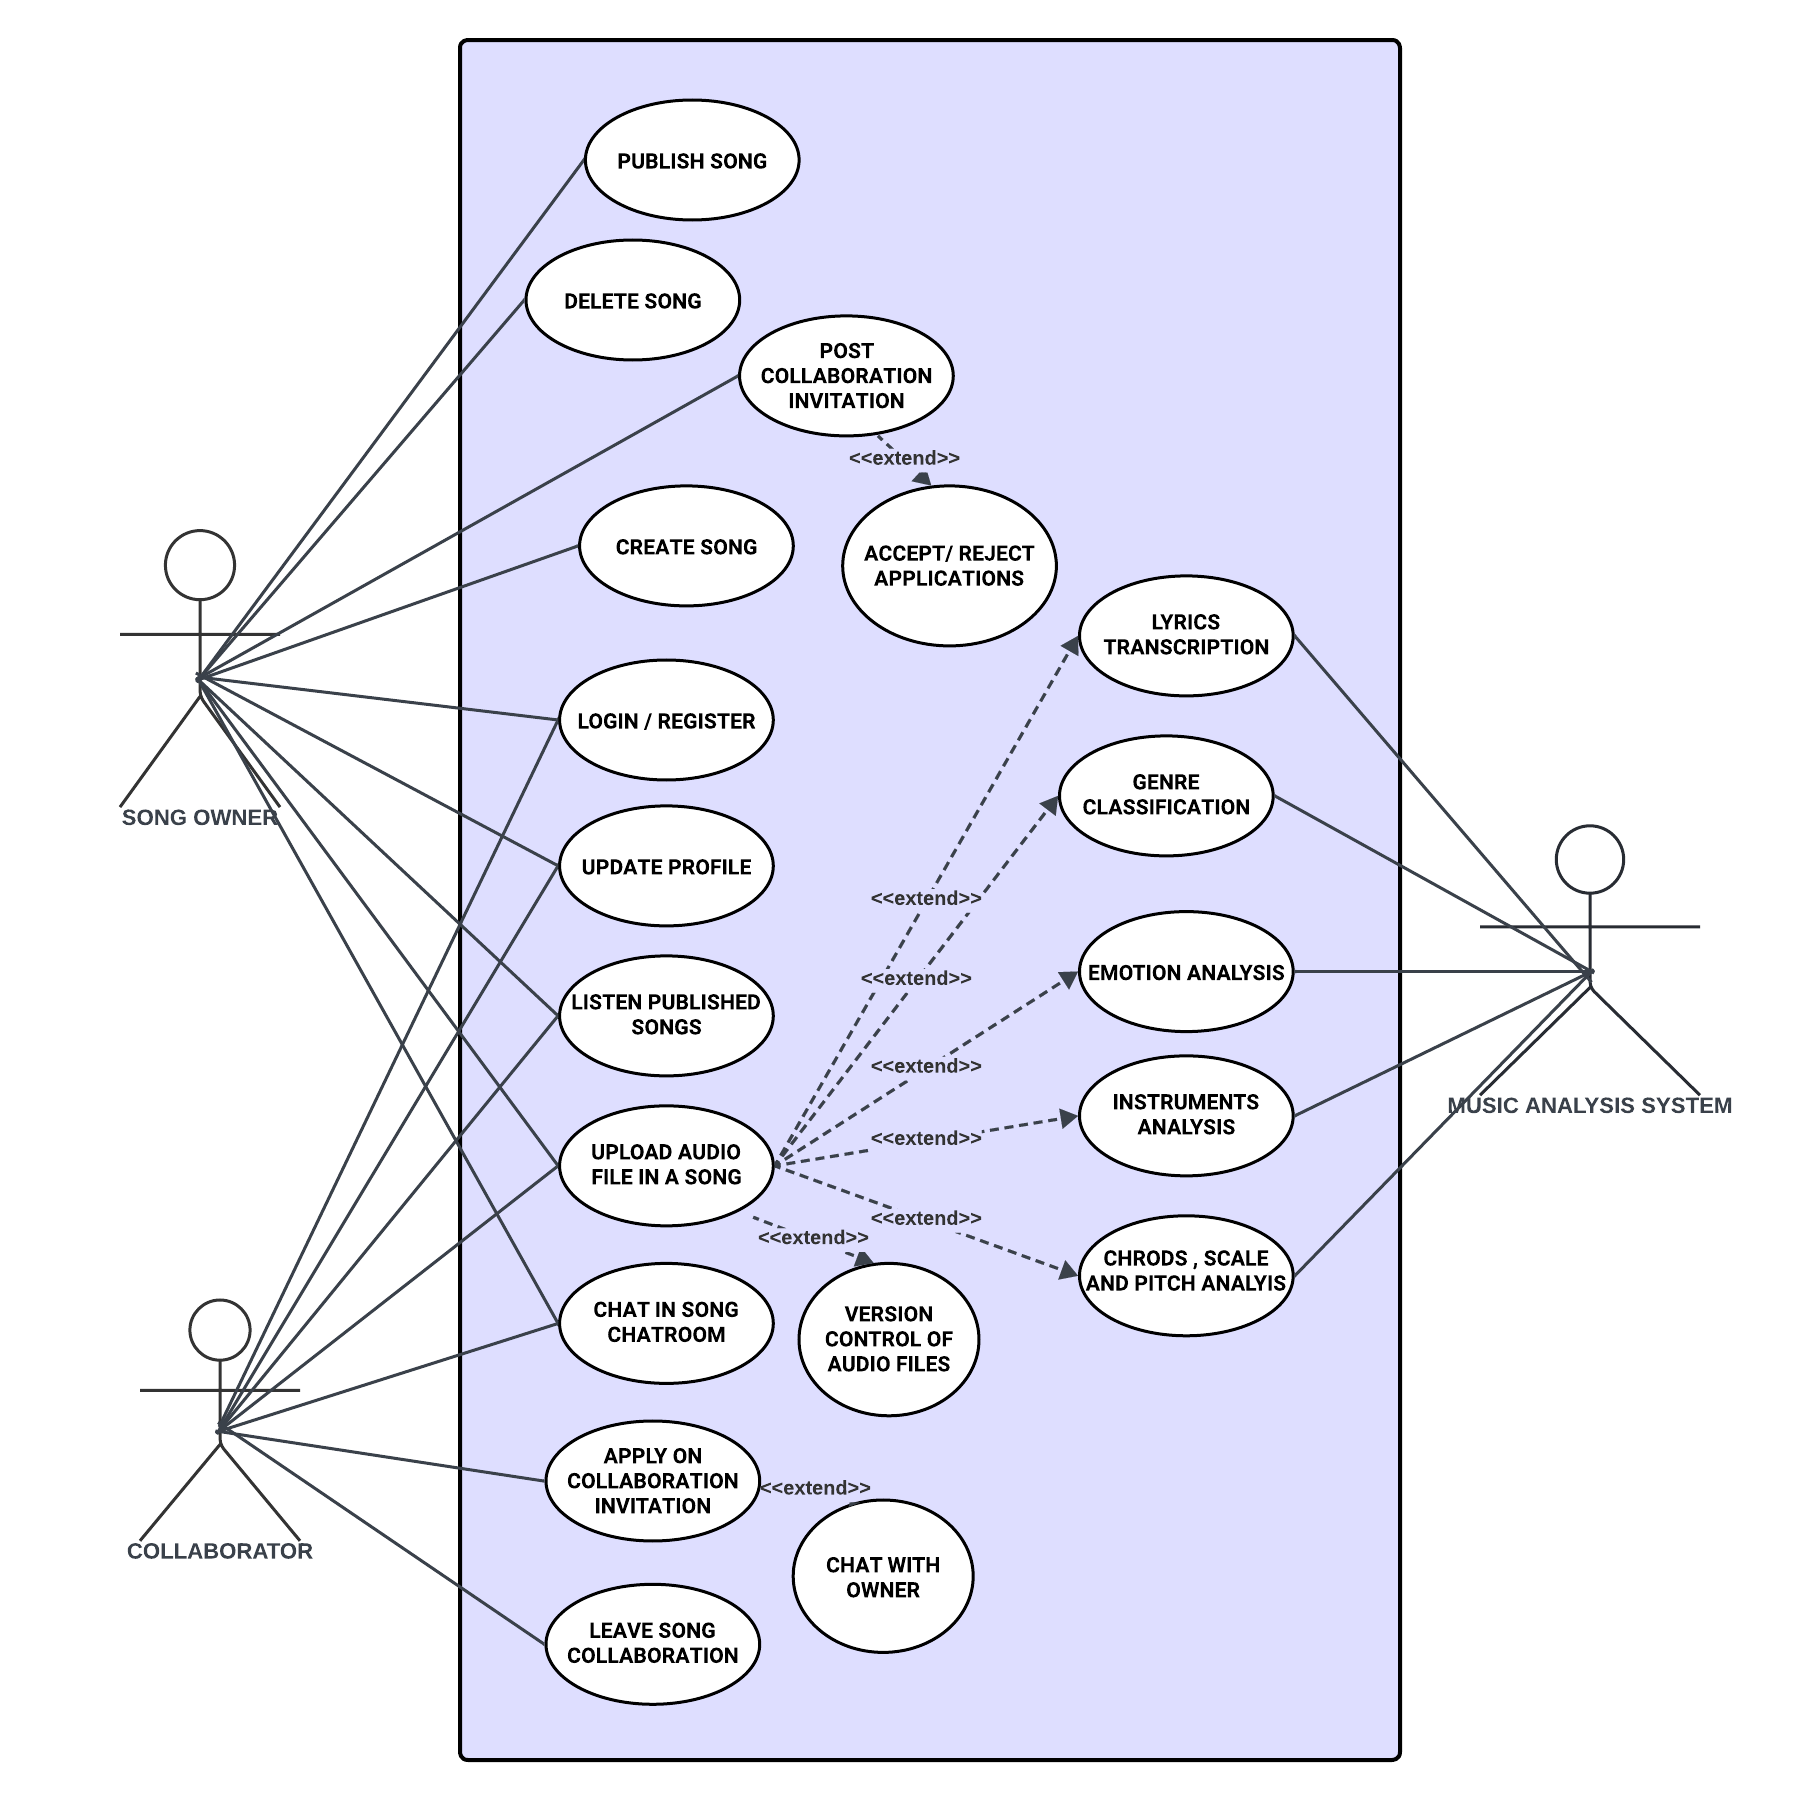 PUBLISH SONG
DELETE SONG
POST
COLLABORATION
INVITATION
<<extend>>
CREATE SONG
ACCEPT/ REJECT
APPLICATIONS
LYRICS
TRANSCRIPTION
LOGIN / REGISTER
GENRE
CLASSIFICATION
SONG OWNER
UPDATE PROFILE
<<extend>>
<<extend>>
EMOTION ANALYSIS
LISTEN PUBLISHED
SONGS
<<extend>>
INSTRUMENTS
ANALYSIS
MUSIC ANALYSIS SYSTEM
<<extend>>
UPLOAD AUDIO
FILE IN A SONG
<<extend>>
<<extend>>
CHRODS , SCALE
AND PITCH ANALYIS
CHAT IN SONG
CHATROOM
VERSION
CONTROL OF
AUDIO FILES
APPLY ON
COLLABORATION
INVITATION
<<extend>>
COLLABORATOR
CHAT WITH
OWNER
LEAVE SONG
COLLABORATION